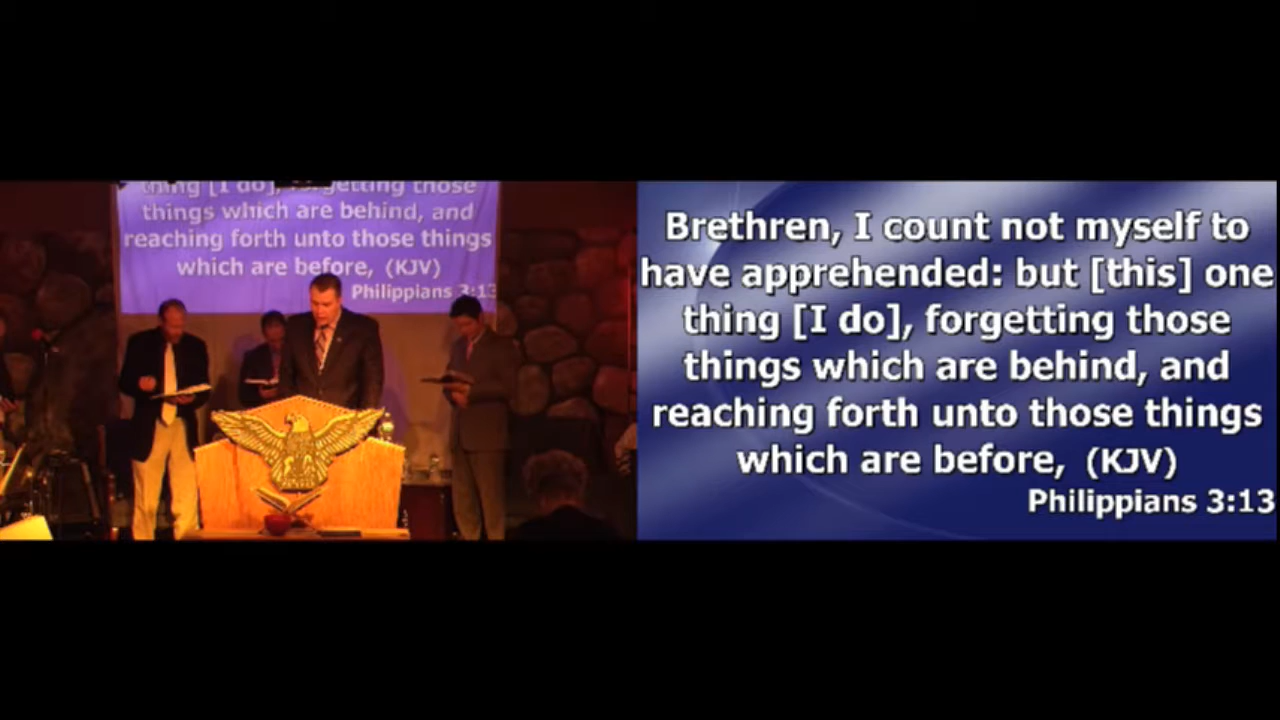 thing [I do], forgetting those
things which are behind, and
reaching forth unto those things
which are before, (KJV)
Philippians 3:13
Brethren, I count not myself to
have apprehended: but [this] one
thing [I do], forgetting those
things which are behind, and
reaching forth unto those things
which are before, (KJV)
Philippians 3:13